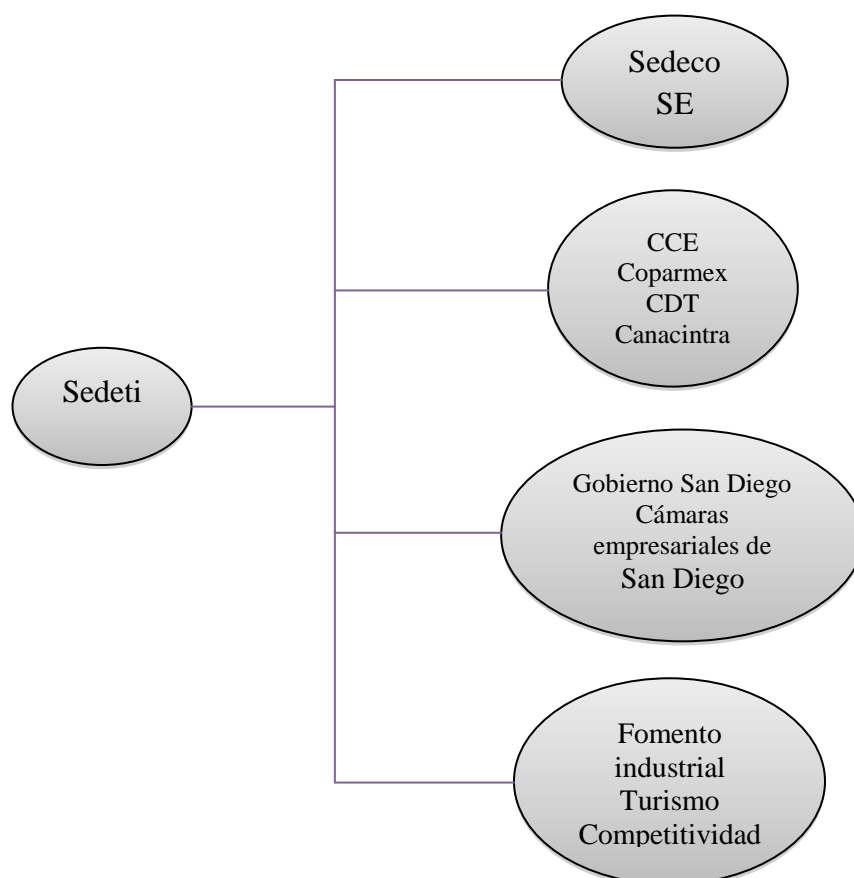 Sedeco
SE
CCE
Coparmex
CDT
Canacintra
Sedeti
Gobierno San Diego
Cámaras
empresariales de
San Diego
Fomento
industrial
Turismo
Competitividad